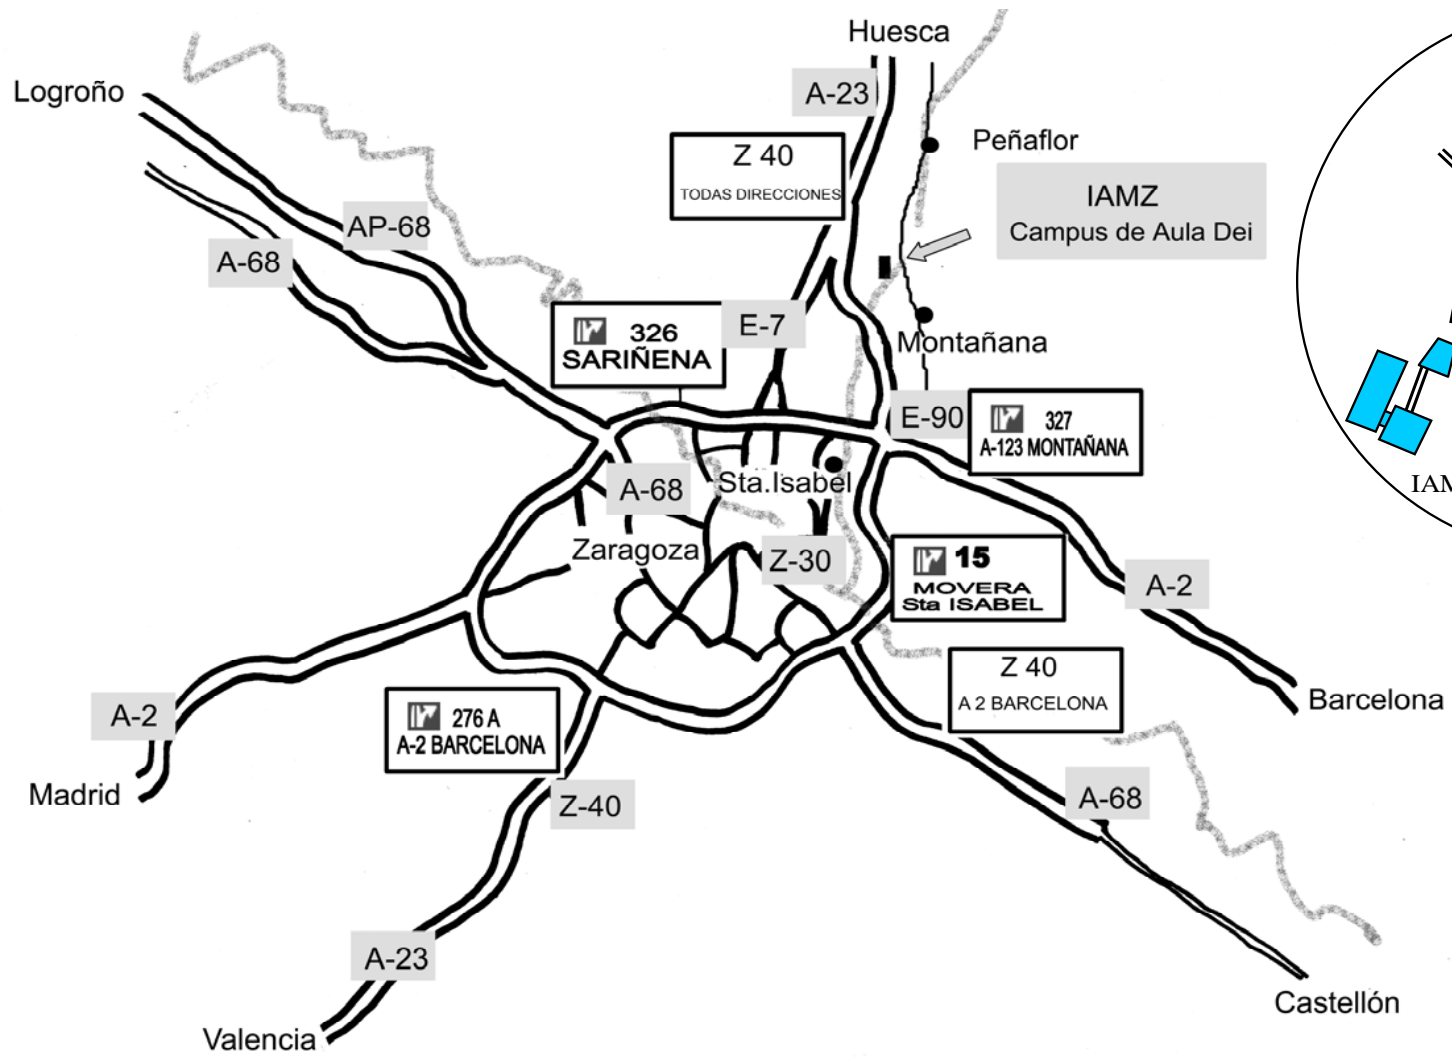 Huesca
Logroño
A-23
Z 40
TODAS DIRECCIONES
Peñaflor
IAMZ
Campus de Aula Dei
AP-68
A-68
326
SARIÑENA
E-7
Montañana
E-90
327
A-123 MONTAÑANA
A-68
Sta.Isabel
IAM
Zaragoza
Z-30
15
MOVERA
Sta ISABEL
A-2
Z 40
A 2 BARCELONA
Barcelona
A-2
276 A
A-2 BARCELONA
Madrid
Z-40
A-68
A-23
Castellón
Valencia